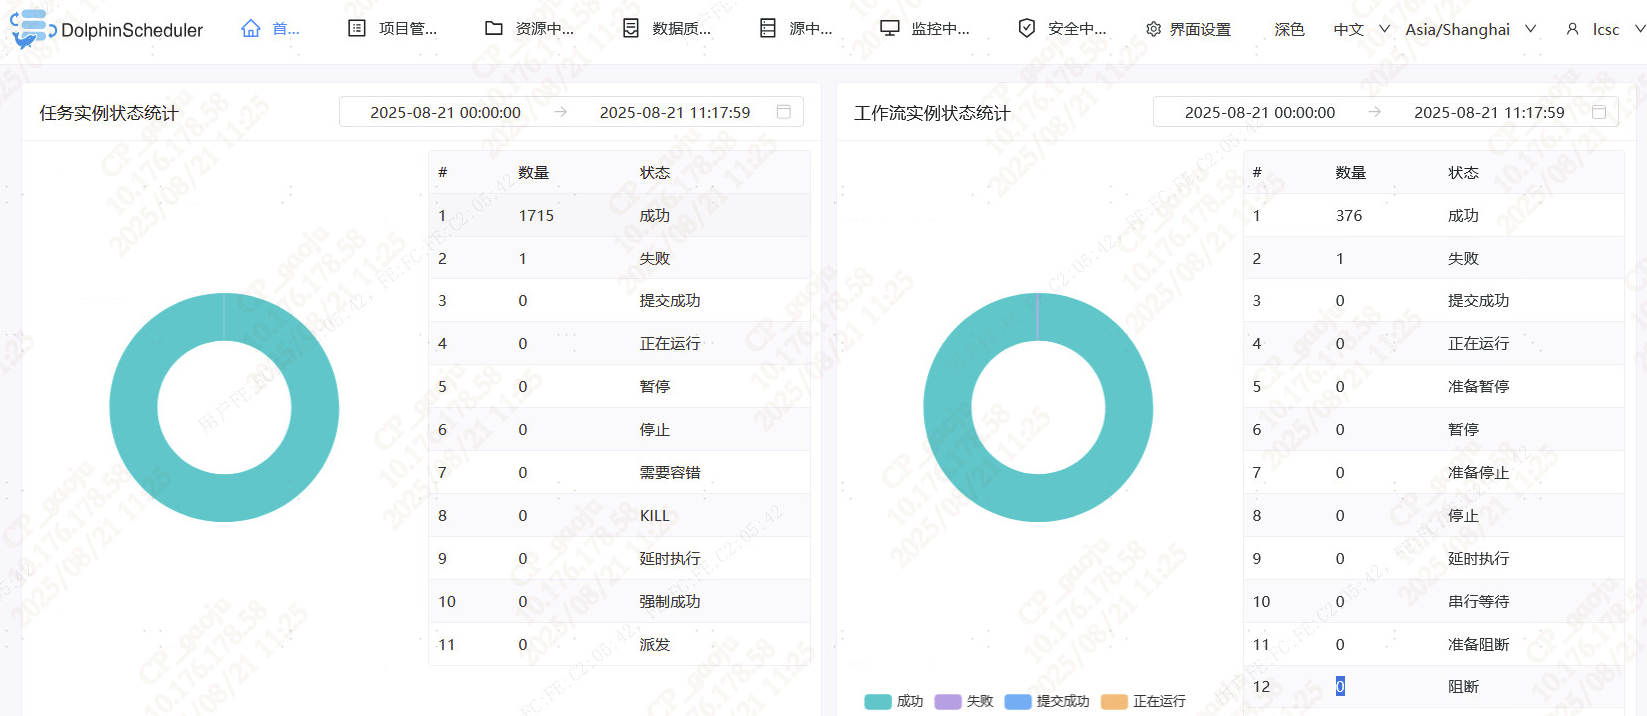 DolphinScheduler 首... 项目管... 资源中... 数据质... 源中... 监控中... 安全中... 界面设置 深色 中文 Asia/Shanghai lcsc
任务实例状态统计 2025-08-21 00:00:00 → 2025-08-21 11:17:59
# 数量 状态
1 1715 成功
2 1 失败
3 0 提交成功
4 0 正在运行
5 0 暂停
6 0 停止
7 0 需要容错
8 0 KILL
9 0 延时执行
10 0 强制成功
11 0 派发
工作流实例状态统计 2025-08-21 00:00:00 → 2025-08-21 11:17:59
# 数量 状态
1 376 成功
2 1 失败
3 0 提交成功
4 0 正在运行
5 0 准备暂停
6 0 暂停
7 0 准备停止
8 0 停止
9 0 延时执行
10 0 串行等待
11 0 准备阻断
12 0 阻断
成功 失败 提交成功 正在运行
CP_gaoju
10.176.178.58
2025/08/21 11:25